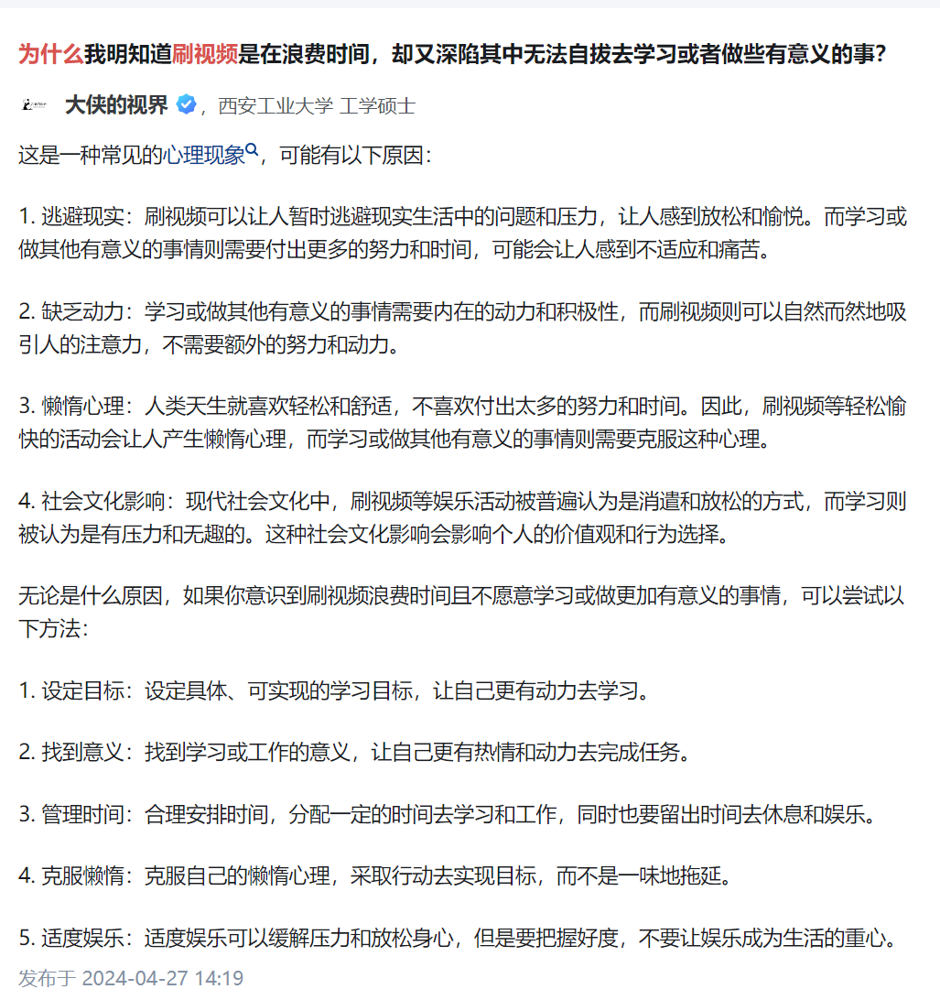 为什么我明知道刷视频是在浪费时间，却又深陷其中无法自拔去学习或者做些有意义的事？
大侠的视界，西安工业大学 工学硕士
这是一种常见的心理现象，可能有以下原因：
1. 逃避现实：刷视频可以让人暂时逃避现实生活中的问题和压力，让人感到放松和愉悦。而学习或
做其他有意义的事情则需要付出更多的努力和时间，可能会让人感到不适应和痛苦。
2. 缺乏动力：学习或做其他有意义的事情需要内在的动力和积极性，而刷视频则可以自然而然地吸
引人的注意力，不需要额外的努力和动力。
3. 懒惰心理：人类天生就喜欢轻松和舒适，不喜欢付出太多的努力和时间。因此，刷视频等轻松愉
快的活动会让人产生懒惰心理，而学习或做其他有意义的事情则需要克服这种心理。
4. 社会文化影响：现代社会文化中，刷视频等娱乐活动被普遍认为是消遣和放松的方式，而学习则
被认为是有压力和无趣的。这种社会文化影响会影响个人的价值观和行为选择。
无论是什么原因，如果你意识到刷视频浪费时间且不愿意学习或做更加有意义的事情，可以尝试以
下方法：
1. 设定目标：设定具体、可实现的学习目标，让自己更有动力去学习。
2. 找到意义：找到学习或工作的意义，让自己更有热情和动力去完成任务。
3. 管理时间：合理安排时间，分配一定的时间去学习和工作，同时也要留出时间去休息和娱乐。
4. 克服懒惰：克服自己的懒惰心理，采取行动去实现目标，而不是一味地拖延。
5. 适度娱乐：适度娱乐可以缓解压力和放松身心，但是要把握好度，不要让娱乐成为生活的重心。
发布于 2024-04-27 14:19